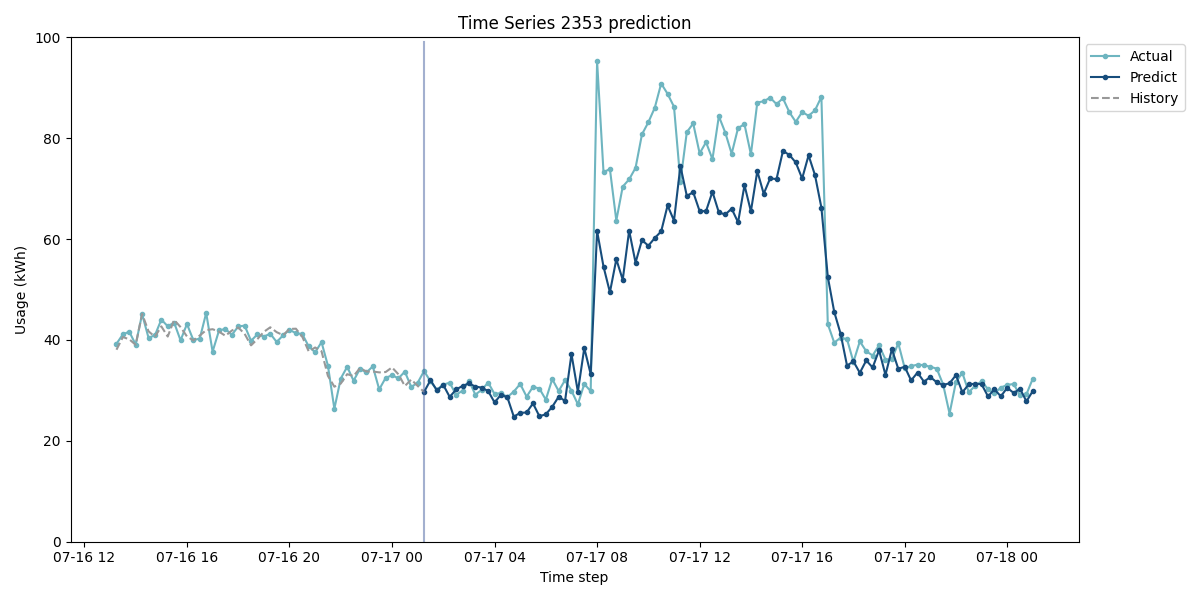 Time Series 2353 prediction
Usage (kWh)
100
80
60
40
20
0
07-16 12
07-16 16
07-16 20
07-17 00
07-17 04
07-17 08
07-17 12
07-17 16
07-17 20
07-18 00
Time step
Actual
Predict
History